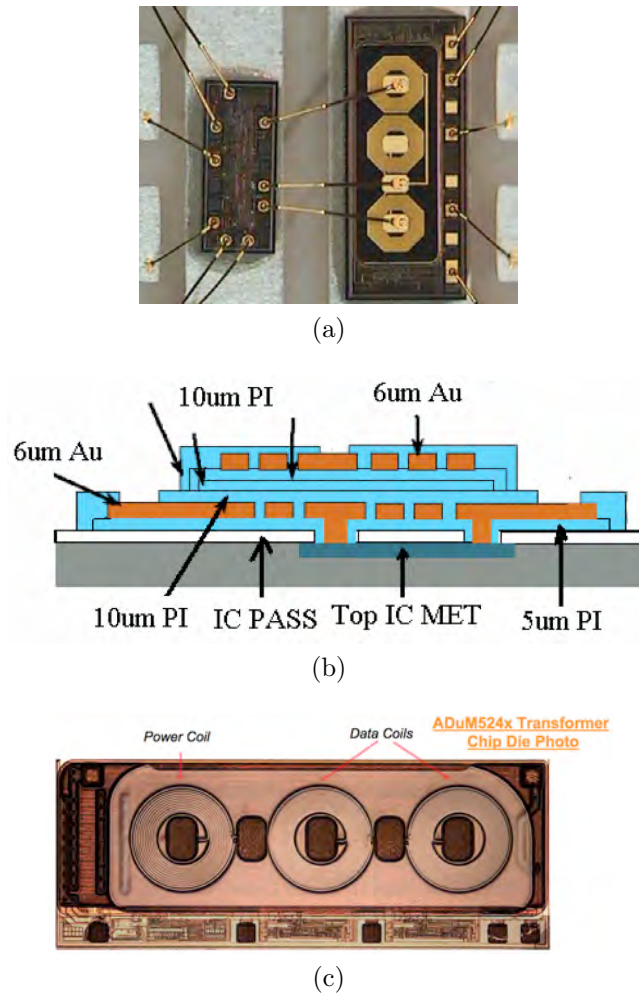 (a)
10um PI
6um Au
6um Au
10um PI
IC PASS
Top IC MET
5um PI
(b)
ADuM524x Transformer
Chip Die Photo
Power Coil
Data Coils
(c)